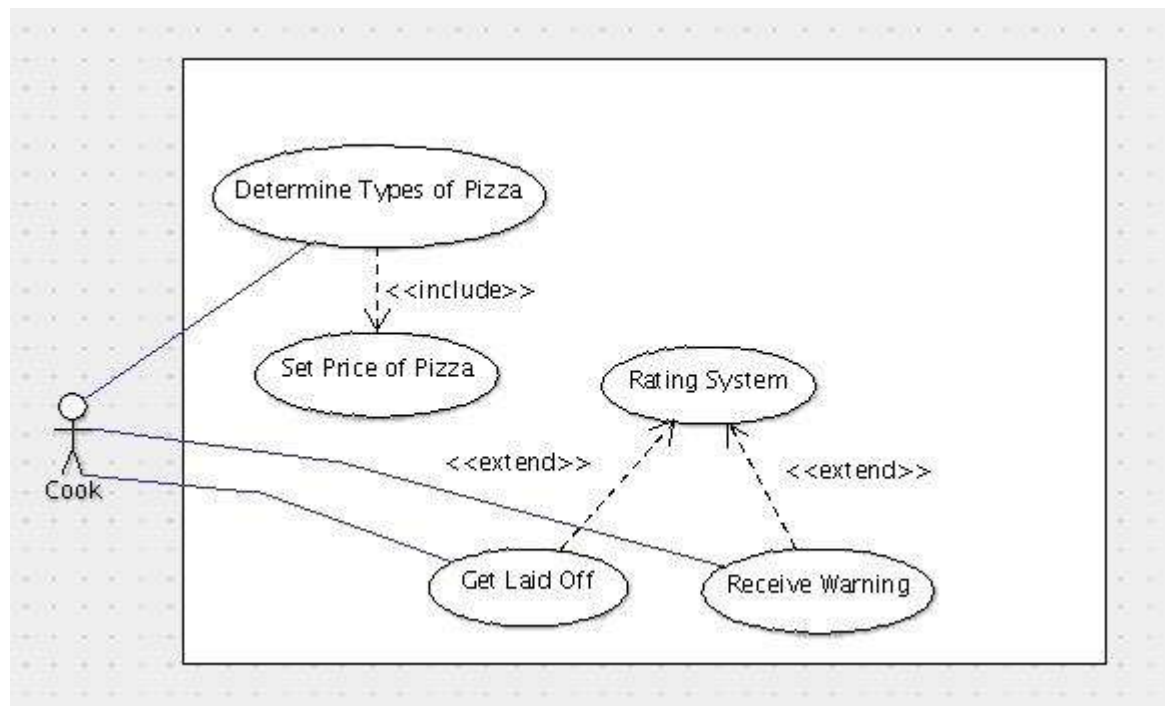 Determine Types of Pizza
<<include>>
Set Price of Pizza
Rating System
<<extend>>
<<extend>>
Cook
Get Laid Off
Receive Warning